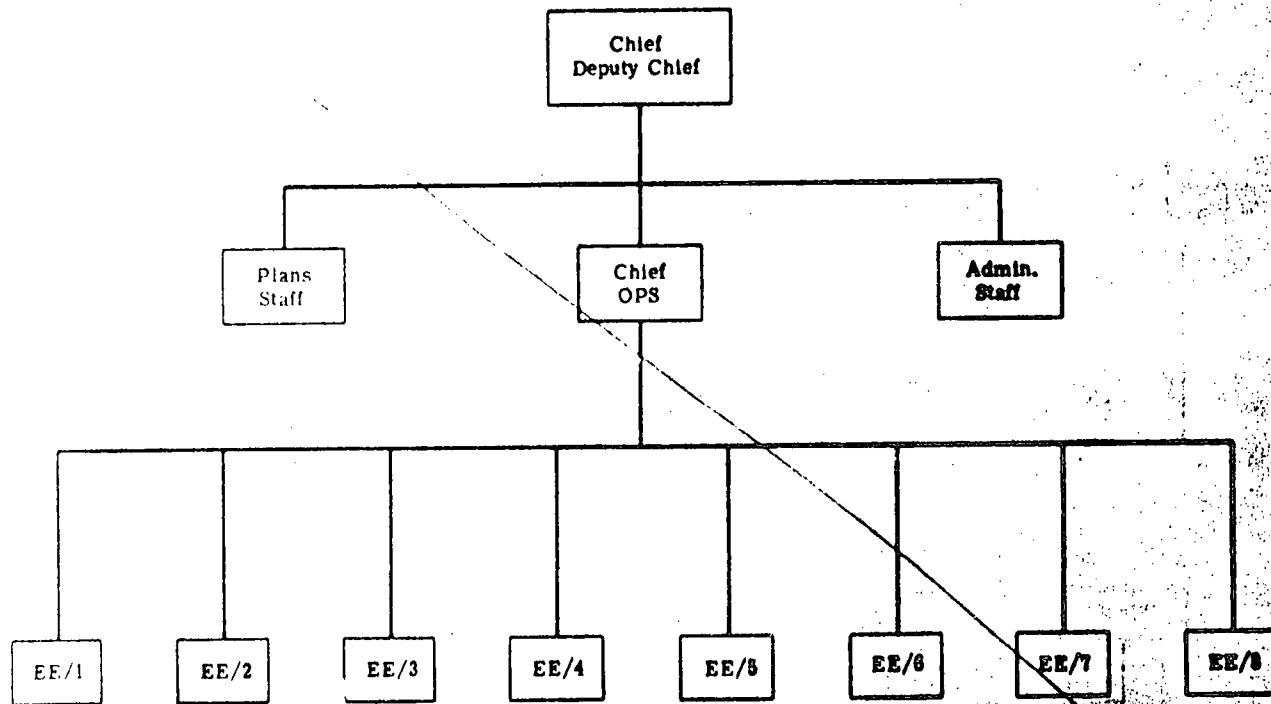 Chief
Deputy Chief
Plans
Staff
Chief
OPS
Admin.
Staff
EE/1
EE/2
EE/3
EE/4
EE/5
EE/6
EE/7
EE/8